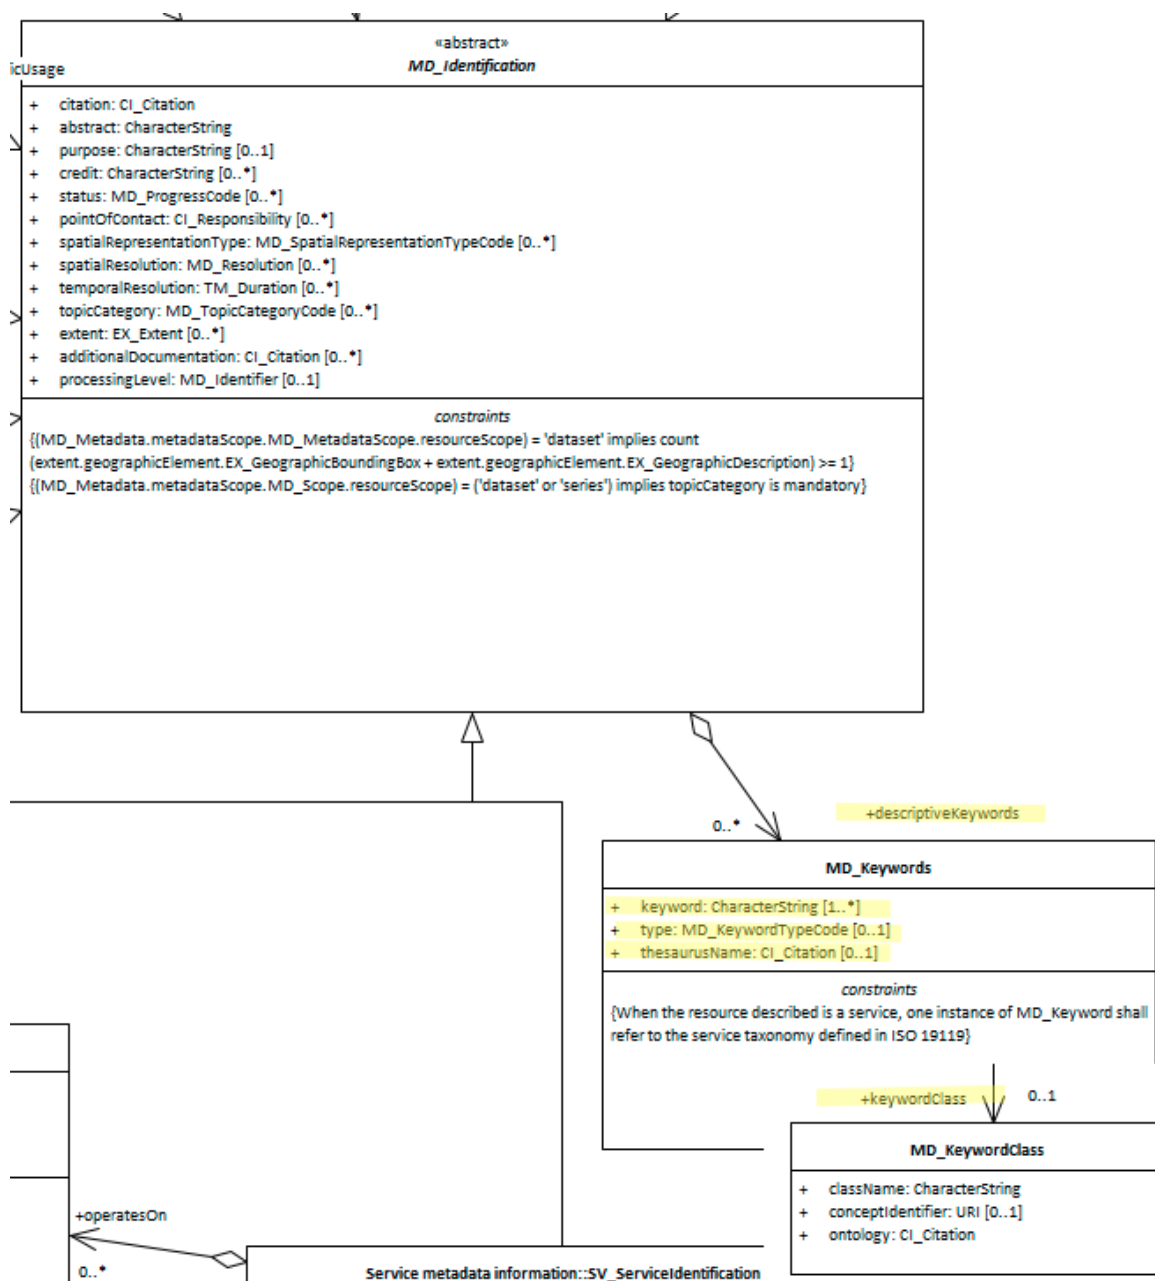 «abstract»
MD_Identification
icUsage
+ citation: CI_Citation
+ abstract: CharacterString
+ purpose: CharacterString [0..1]
+ credit: CharacterString [0..*]
+ status: MD_ProgressCode [0..*]
+ pointOfContact: CI_Responsibility [0..*]
+ spatialRepresentationType: MD_SpatialRepresentationTypeCode [0..*]
+ spatialResolution: MD_Resolution [0..*]
+ temporalResolution: TM_Duration [0..*]
+ topicCategory: MD_TopicCategoryCode [0..*]
+ extent: EX_Extent [0..*]
+ additionalDocumentation: CI_Citation [0..*]
+ processingLevel: MD_Identifier [0..1]
constraints
{(MD_Metadata.metadataScope.MD_MetadataScope.resourceScope) = 'dataset' implies count
(extent.geographicElement.EX_GeographicBoundingBox + extent.geographicElement.EX_GeographicDescription) >= 1}
{(MD_Metadata.metadataScope.MD_Scope.resourceScope) = ('dataset' or 'series') implies topicCategory is mandatory}
+descriptiveKeywords
0..*
MD_Keywords
+ keyword: CharacterString [1..*]
+ type: MD_KeywordTypeCode [0..1]
+ thesaurusName: CI_Citation [0..1]
constraints
{When the resource described is a service, one instance of MD_Keyword shall
refer to the service taxonomy defined in ISO 19119}
+keywordClass 0..1
MD_KeywordClass
+ className: CharacterString
+ conceptIdentifier: URI [0..1]
+ ontology: CI_Citation
+operatesOn
0..*
Service metadata information::SV_ServiceIdentification